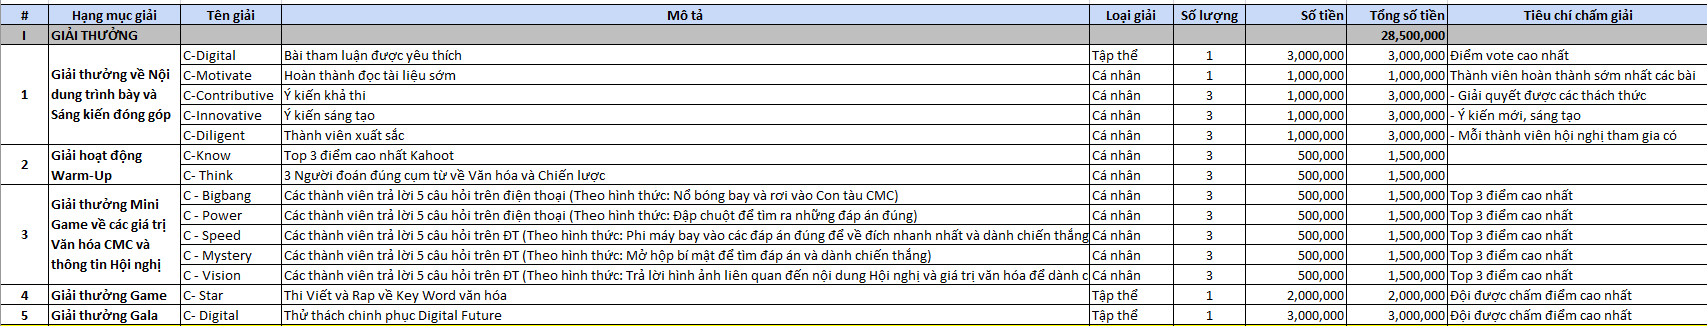 # Hạng mục giải Tên giải Mô tả Loại giải Số lượng Số tiền Tổng số tiền Tiêu chí chấm giải
I GIẢI THƯỞNG 28,500,000
1 Giải thưởng về Nội dung trình bày và Sáng kiến đóng góp C-Digital Bài tham luận được yêu thích Tập thể 1 3,000,000 3,000,000 Điểm vote cao nhất
C-Motivate Hoàn thành đọc tài liệu sớm Cá nhân 1 1,000,000 1,000,000 Thành viên hoàn thành sớm nhất các bài
C-Contributive Ý kiến khả thi Cá nhân 3 1,000,000 3,000,000 - Giải quyết được các thách thức
C-Innovative Ý kiến sáng tạo Cá nhân 3 1,000,000 3,000,000 - Ý kiến mới, sáng tạo
C-Diligent Thành viên xuất sắc Cá nhân 3 1,000,000 3,000,000 - Mỗi thành viên hội nghị tham gia có
2 Giải hoạt động Warm-Up C-Know Top 3 điểm cao nhất Kahoot Cá nhân 3 500,000 1,500,000
C- Think 3 Người đoán đúng cụm từ về Văn hóa và Chiến lược Cá nhân 3 500,000 1,500,000
3 Giải thưởng Mini Game về các giá trị Văn hóa CMC và thông tin Hội nghị C - Bigbang Các thành viên trả lời 5 câu hỏi trên điện thoại (Theo hình thức: Nổ bóng bay và rơi vào Con tàu CMC) Cá nhân 3 500,000 1,500,000 Top 3 điểm cao nhất
C - Power Các thành viên trả lời 5 câu hỏi trên điện thoại (Theo hình thức: Đập chuột để tìm ra những đáp án đúng) Cá nhân 3 500,000 1,500,000 Top 3 điểm cao nhất
C - Speed Các thành viên trả lời 5 câu hỏi trên ĐT (Theo hình thức: Phi máy bay vào các đáp án đúng để về đích nhanh nhất và dành chiến thắng Cá nhân 3 500,000 1,500,000 Top 3 điểm cao nhất
C - Mystery Các thành viên trả lời 5 câu hỏi trên ĐT (Theo hình thức: Mở hộp bí mật để tìm đáp án và dành chiến thắng) Cá nhân 3 500,000 1,500,000 Top 3 điểm cao nhất
C - Vision Các thành viên trả lời 5 câu hỏi trên ĐT (Theo hình thức: Trả lời hình ảnh liên quan đến nội dung Hội nghị và giá trị văn hóa để dành c Cá nhân 3 500,000 1,500,000 Top 3 điểm cao nhất
4 Giải thưởng Game C- Star Thi Viết và Rap về Key Word văn hóa Tập thể 1 2,000,000 2,000,000 Đội được chấm điểm cao nhất
5 Giải thưởng Gala C- Digital Thử thách chinh phục Digital Future Tập thể 1 3,000,000 3,000,000 Đội được chấm điểm cao nhất